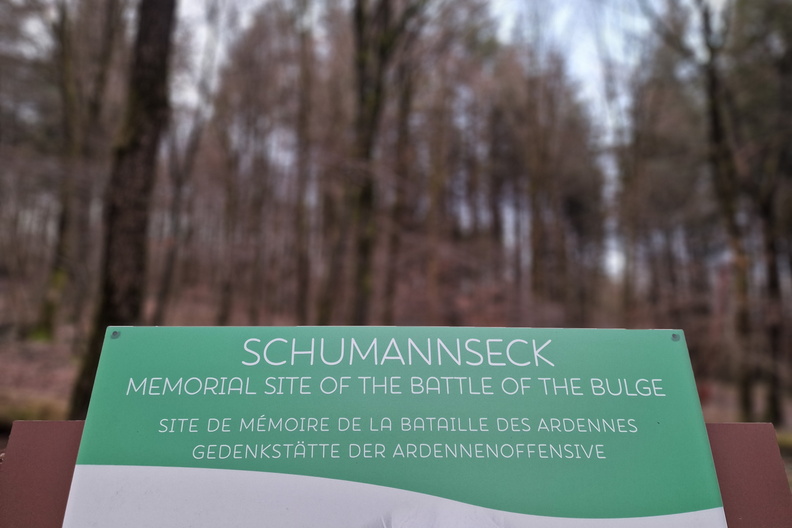 SCHUMANNSECK
MEMORIAL SITE OF THE BATTLE OF THE BULGE
SITE DE MÉMOIRE DE LA BATAILLE DES ARDENNES
GEDENKSTÄTTE DER ARDENNENOFFENSIVE